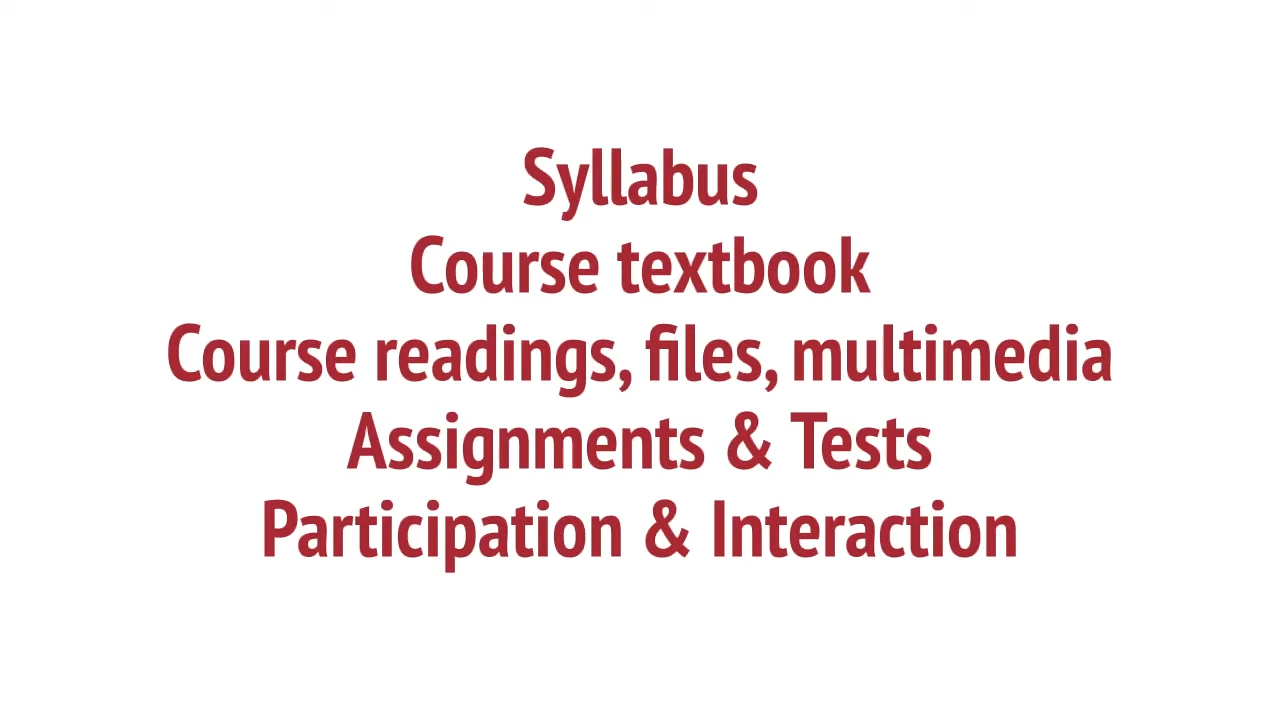 Syllabus
Course textbook
Course readings, files, multimedia
Assignments & Tests
Participation & Interaction